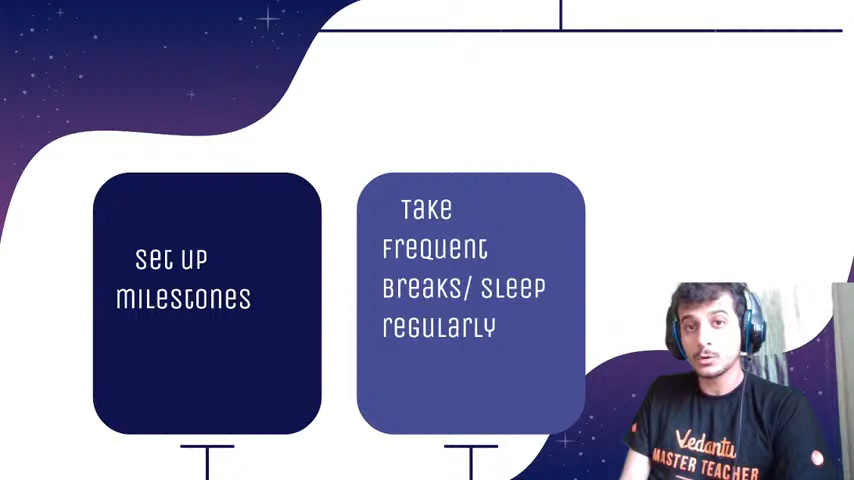 Set up
milestones
Take
Frequent
Breaks/ Sleep
regularly
Vedantu
MASTER TEACHER